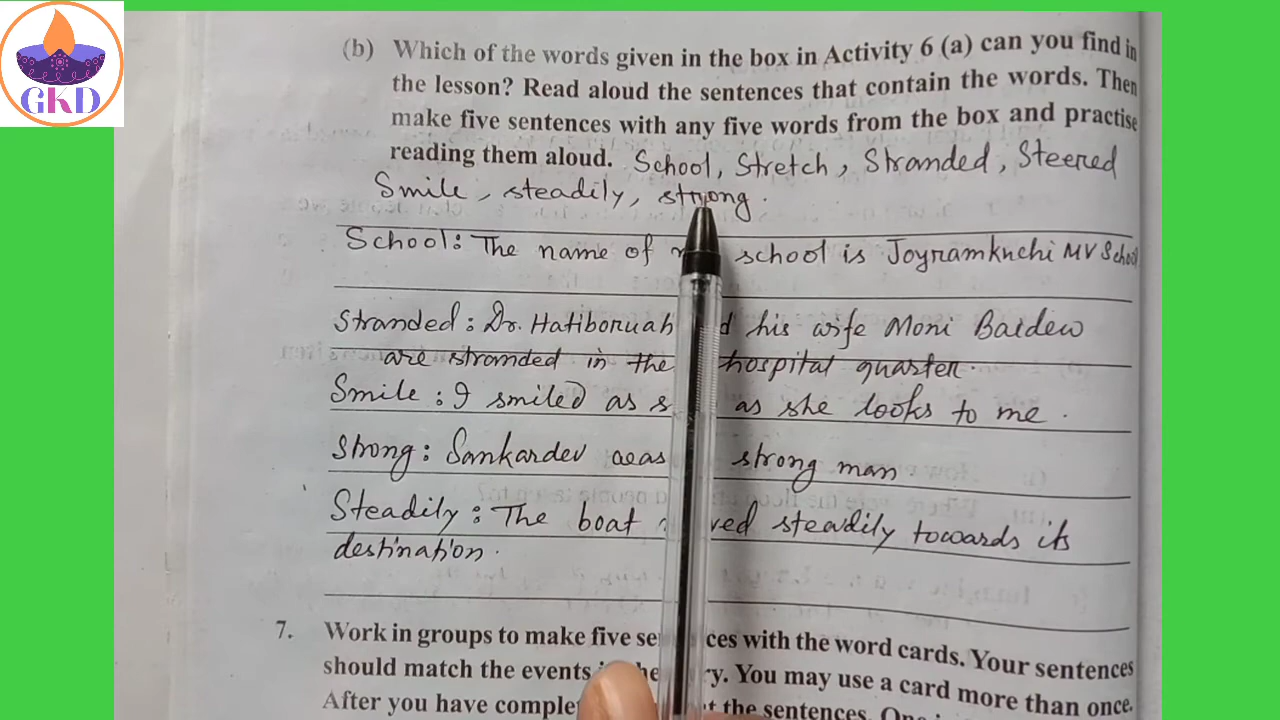 GKD
(b) Which of the words given in the box in Activity 6 (a) can you find in
the lesson? Read aloud the sentences that contain the words. Then
make five sentences with any five words from the box and practise
reading them aloud. School, Stretch, Stranded, Steered
Smile, steadily, strong.
School: The name of school is Joyramkuchi MV School
Stranded: Dr. Hatiboruah his wife Moni Baidew
are stranded in the hospital quarter.
Smile: I smiled as as she looks to me.
Strong: Sankardev was strong man
Steadily: The boat steadily towards its
destination.
7. Work in groups to make five with the word cards. Your sentences
should match the events You may use a card more than once.
After you have the sentences.